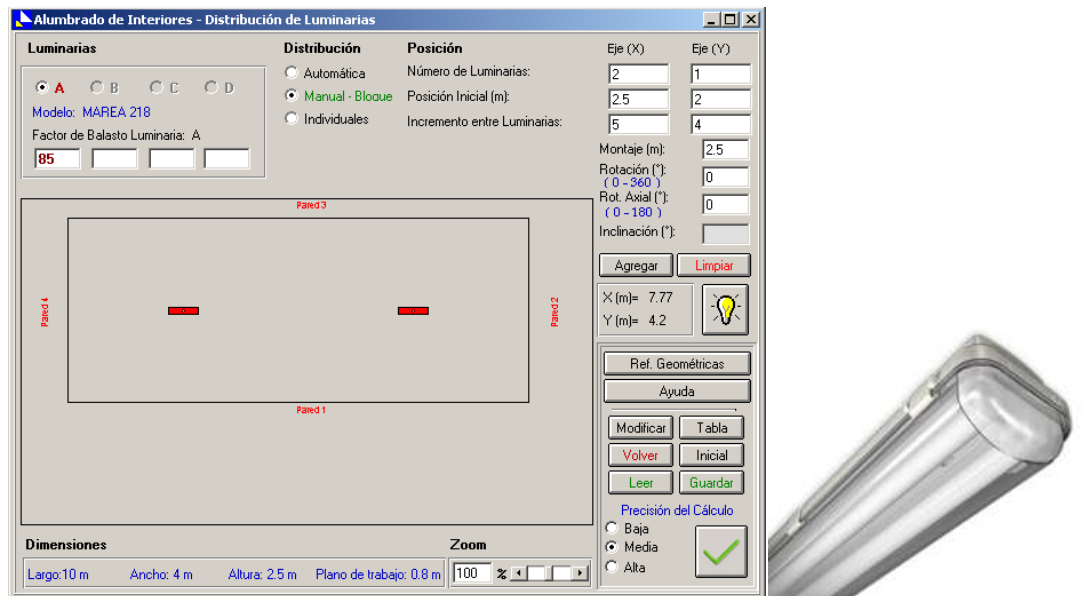 Alumbrado de Interiores - Distribución de Luminarias
Luminarias
A B C D
Modelo: MAREA 218
Factor de Balasto Luminaria: A
85
Distribución
Automática
Manual - Bloque
Individuales
Posición
Eje (X) Eje (Y)
Número de Luminarias: 2 1
Posición Inicial (m): 2.5 2
Incremento entre Luminarias: 5 4
Montaje (m): 2.5
Rotación (°): 0
( 0 - 360 )
Rot. Axial (°): 0
( 0 - 180 )
Inclinación (°):
Agregar Limpiar
X (m)= 7.77
Y (m)= 4.2
Pared 3
Pared 4
Pared 2
Pared 1
Ref. Geométricas
Ayuda
Modificar Tabla
Volver Inicial
Leer Guardar
Precisión del Cálculo
Baja
Media
Alta
Dimensiones
Largo:10 m Ancho: 4 m Altura: 2.5 m Plano de trabajo: 0.8 m
Zoom
100 %